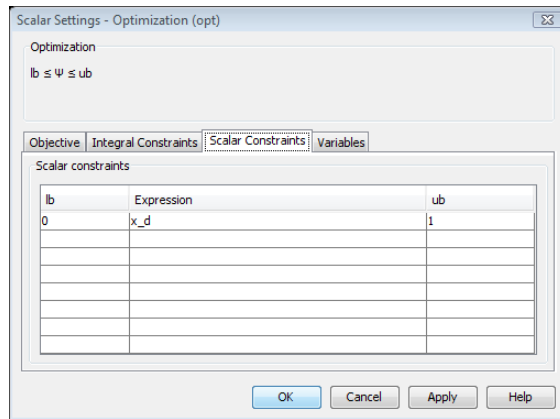 Scalar Settings - Optimization (opt)
Optimization
lb ≤ Ψ ≤ ub
Objective Integral Constraints Scalar Constraints Variables
Scalar constraints
lb Expression ub
0 x_d 1
OK Cancel Apply Help